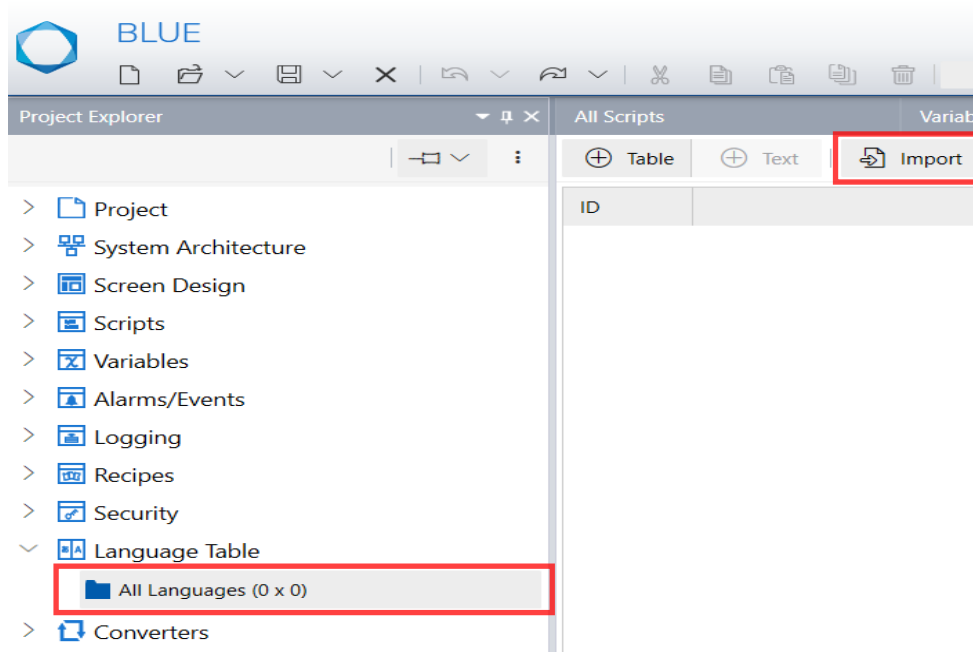 BLUE
Project Explorer
All Scripts
Variab
Table
Text
Import
ID
Project
System Architecture
Screen Design
Scripts
Variables
Alarms/Events
Logging
Recipes
Security
Language Table
All Languages (0 x 0)
Converters